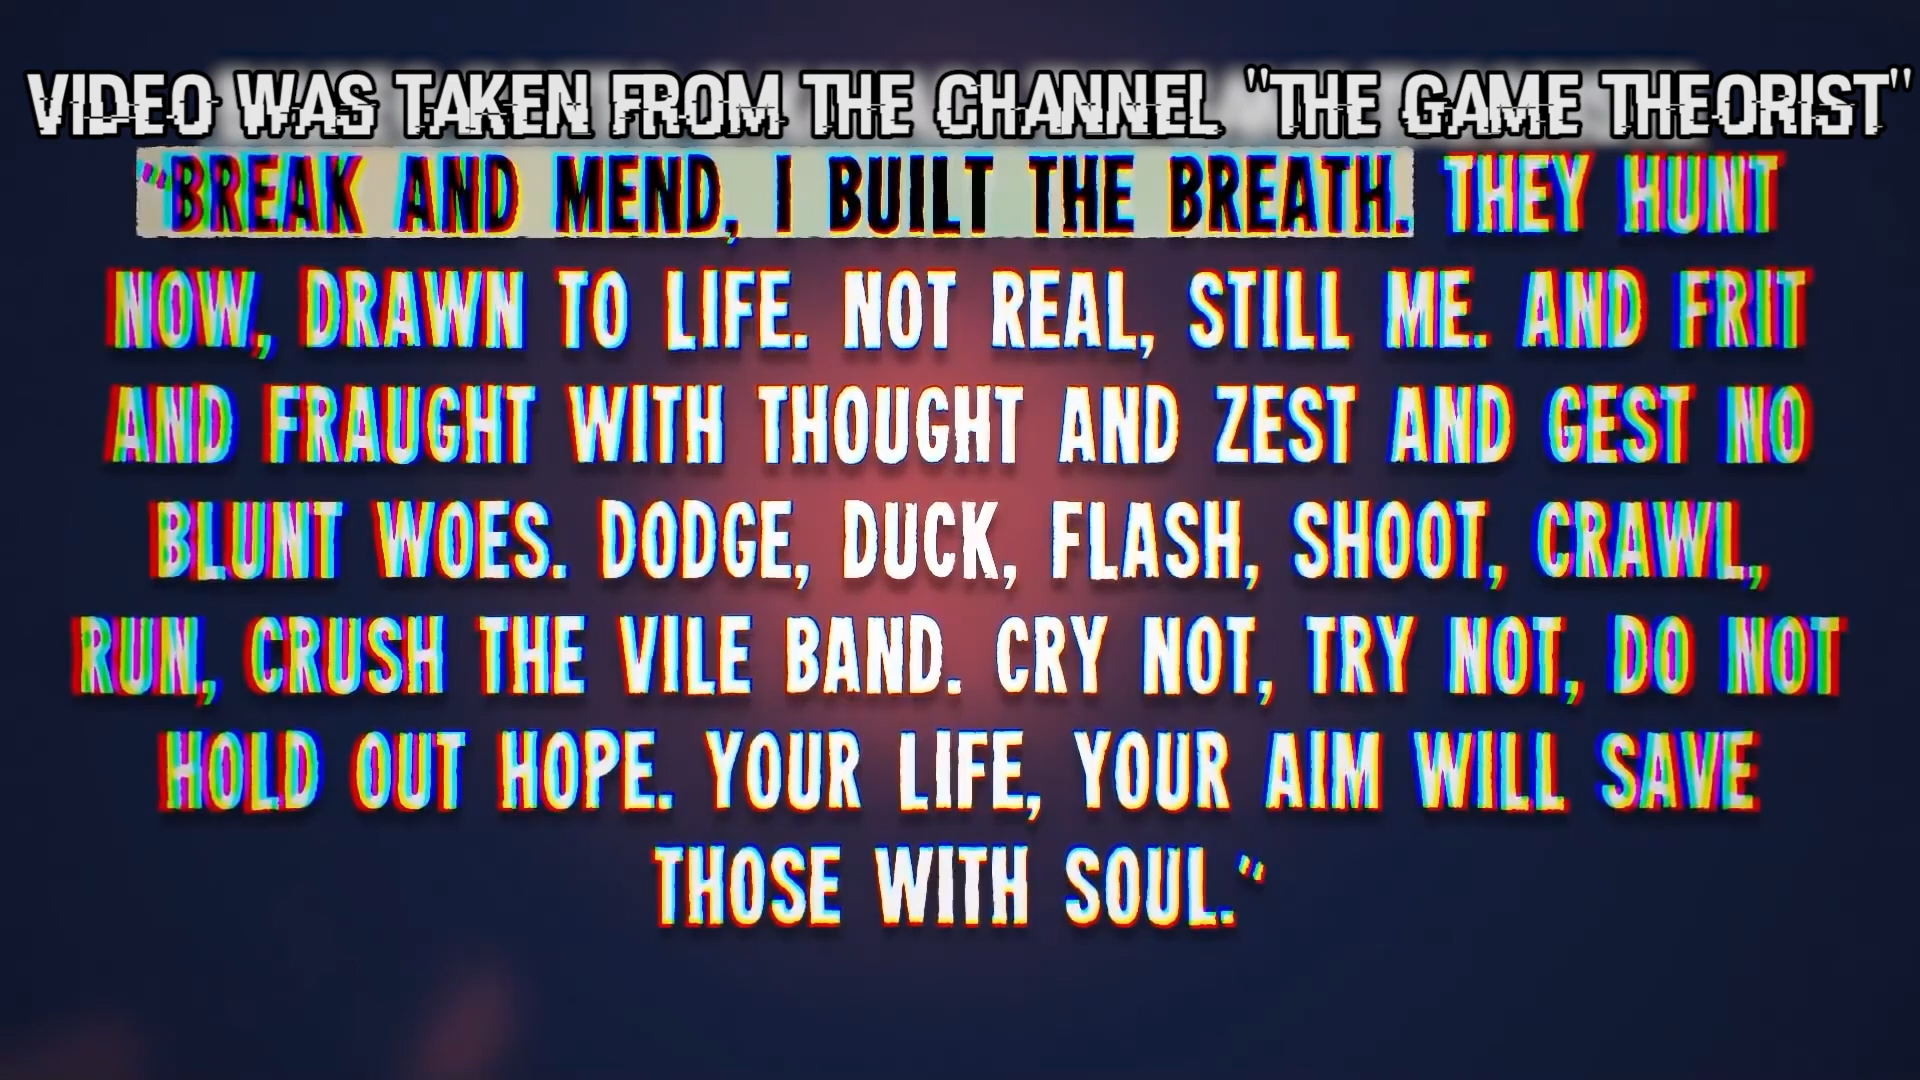 VIDEO WAS TAKEN FROM THE CHANNEL "THE GAME THEORIST"
"BREAK AND MEND, I BUILT THE BREATH. THEY HUNT
NOW, DRAWN TO LIFE. NOT REAL, STILL ME. AND FRIT
AND FRAUGHT WITH THOUGHT AND ZEST AND GEST NO
BLUNT WOES. DODGE, DUCK, FLASH, SHOOT, CRAWL,
RUN, CRUSH THE VILE BAND. CRY NOT, TRY NOT, DO NOT
HOLD OUT HOPE. YOUR LIFE, YOUR AIM WILL SAVE
THOSE WITH SOUL."